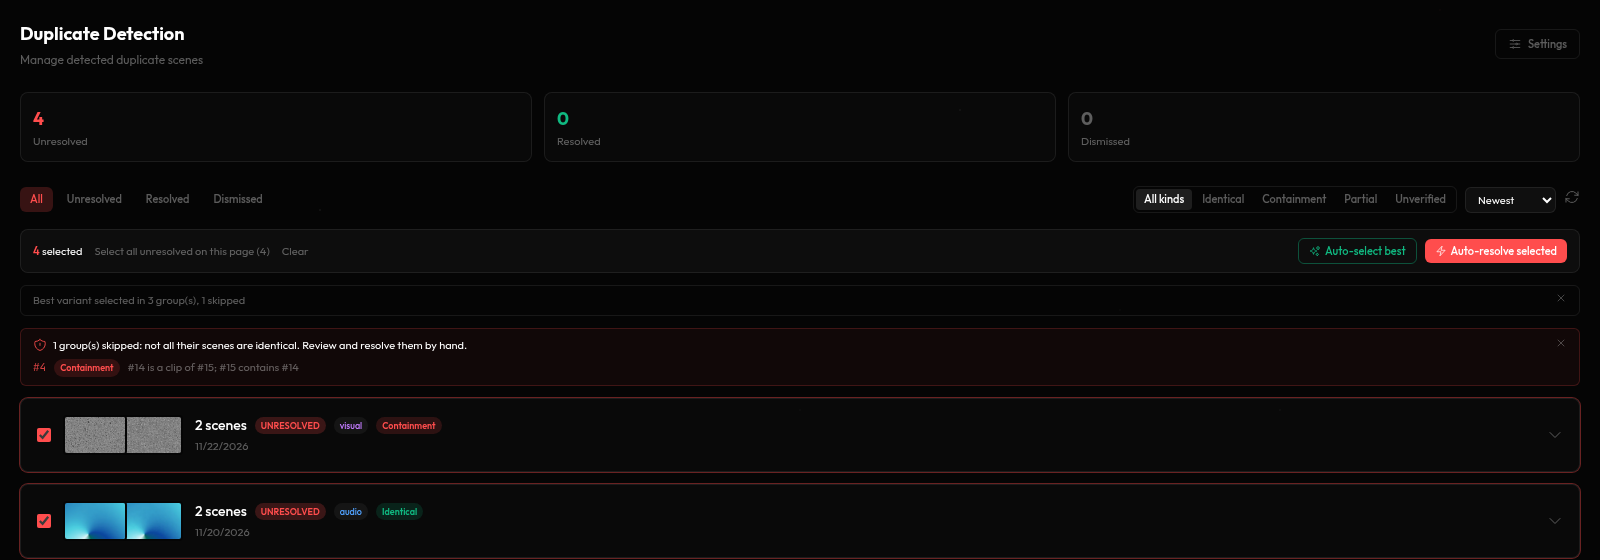 Duplicate Detection
Manage detected duplicate scenes
Settings
4
Unresolved
0
Resolved
0
Dismissed
All Unresolved Resolved Dismissed
All kinds Identical Containment Partial Unverified Newest
4 selected Select all unresolved on this page (4) Clear
Auto-select best Auto-resolve selected
Best variant selected in 3 group(s), 1 skipped
1 group(s) skipped: not all their scenes are identical. Review and resolve them by hand.
#4 Containment #14 is a clip of #15; #15 contains #14
2 scenes UNRESOLVED visual Containment
11/22/2026
2 scenes UNRESOLVED audio Identical
11/20/2026